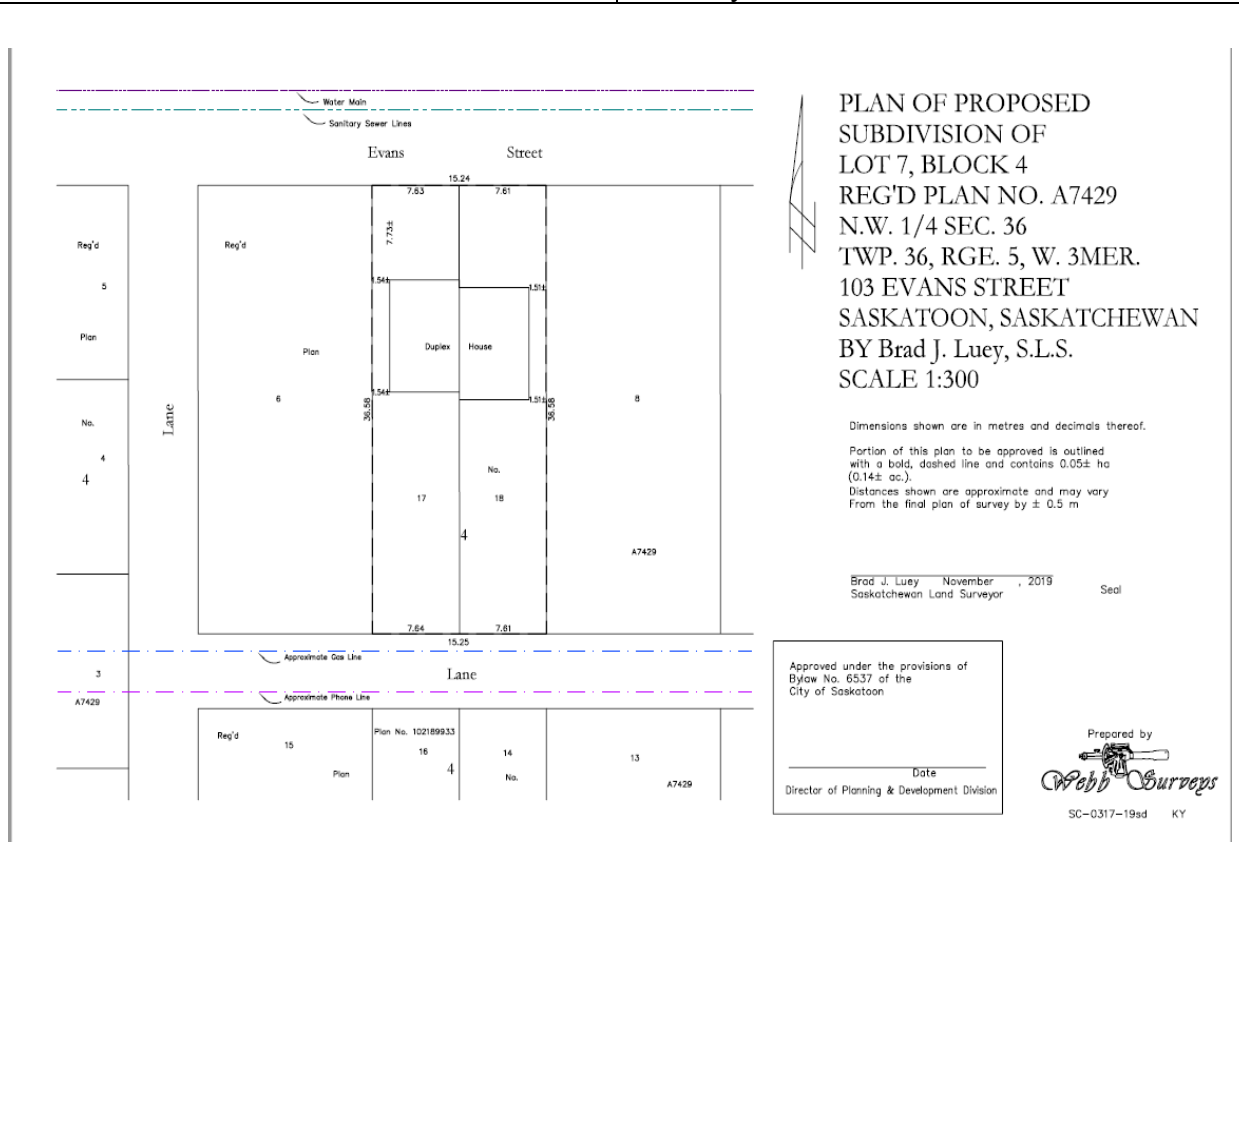 Water Main
Sanitary Sewer Lines
Evans Street
15.24
7.63 7.61
7.73±
Reg'd
5
Plan
No.
4
4
3
A7429
Lane
Reg'd
Plan
6
1.54±
1.51±
Duplex House
1.54±
1.51±
36.58
36.58
8
No.
17 18
4
A7429
7.64 7.61
15.25
Approximate Gas Line
Lane
Approximate Phone Line
Reg'd
15
Plan
Plan No. 102189933
16
4
14
No.
13
A7429
PLAN OF PROPOSED
SUBDIVISION OF
LOT 7, BLOCK 4
REG'D PLAN NO. A7429
N.W. 1/4 SEC. 36
TWP. 36, RGE. 5, W. 3MER.
103 EVANS STREET
SASKATOON, SASKATCHEWAN
BY Brad J. Luey, S.L.S.
SCALE 1:300
Dimensions shown are in metres and decimals thereof.
Portion of this plan to be approved is outlined
with a bold, dashed line and contains 0.05± ha
(0.14± ac.).
Distances shown are approximate and may vary
From the final plan of survey by ± 0.5 m
Brad J. Luey November , 2019
Saskatchewan Land Surveyor
Seal
Approved under the provisions of
Bylaw No. 6537 of the
City of Saskatoon
Date
Director of Planning & Development Division
Prepared by
Webb Surveys
SC-0317-19sd KY